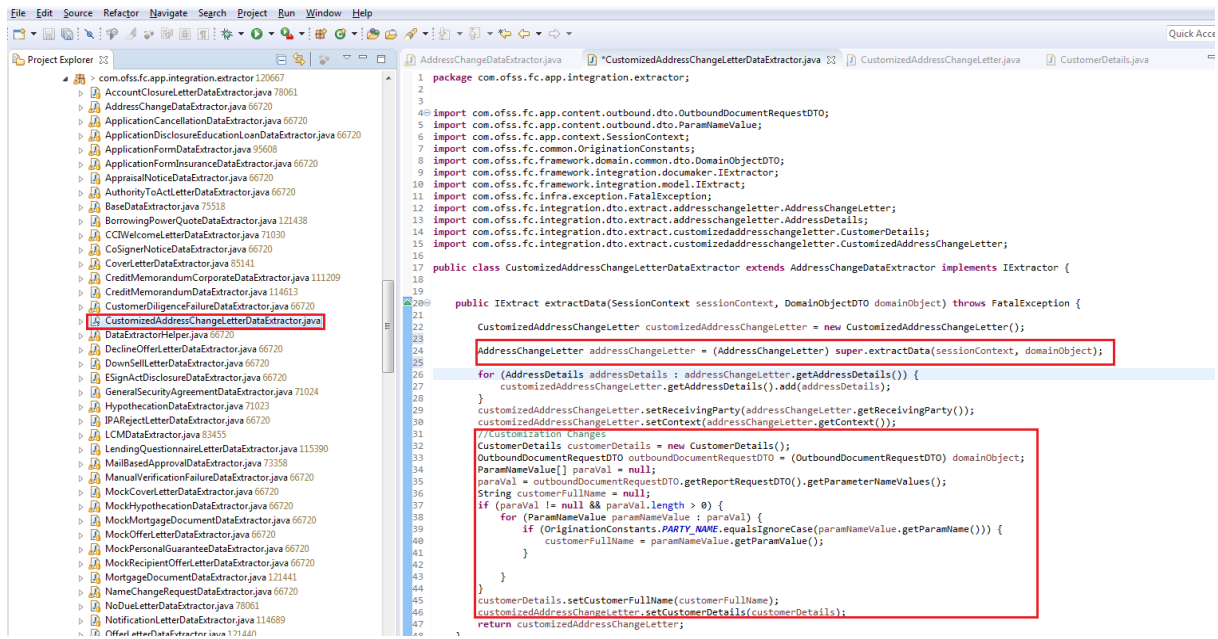 File Edit Source Refactor Navigate Search Project Run Window Help
Quick Acce
Project Explorer
> com.ofss.fc.app.integration.extractor 120667
AccountClosureLetterDataExtractor.java 78061
AddressChangeDataExtractor.java 66720
ApplicationCancellationDataExtractor.java 66720
ApplicationDisclosureEducationLoanDataExtractor.java 66720
ApplicationFormDataExtractor.java 95608
ApplicationFormInsuranceDataExtractor.java 66720
AppraisalNoticeDataExtractor.java 66720
AuthorityToActLetterDataExtractor.java 66720
BaseDataExtractor.java 75518
BorrowingPowerQuoteDataExtractor.java 121438
CCIWelcomeLetterDataExtractor.java 71030
CoSignerNoticeDataExtractor.java 66720
CoverLetterDataExtractor.java 85141
CreditMemorandumCorporateDataExtractor.java 111209
CreditMemorandumDataExtractor.java 114613
CustomerDiligenceFailureDataExtractor.java 66720
CustomizedAddressChangeLetterDataExtractor.java
DataExtractorHelper.java 66720
DeclineOfferLetterDataExtractor.java 66720
DownSellLetterDataExtractor.java 66720
ESignActDisclosureDataExtractor.java 66720
GeneralSecurityAgreementDataExtractor.java 71024
HypothecationDataExtractor.java 71023
IPARejectLetterDataExtractor.java 66720
LCMDataExtractor.java 83455
LendingQuestionnaireLetterDataExtractor.java 115390
MailBasedApprovalDataExtractor.java 73358
ManualVerificationFailureDataExtractor.java 66720
MockCoverLetterDataExtractor.java 66720
MockHypothecationDataExtractor.java 66720
MockMortgageDocumentDataExtractor.java 66720
MockOfferLetterDataExtractor.java 66720
MockPersonalGuaranteeDataExtractor.java 66720
MockRecipientOfferLetterDataExtractor.java 66720
MortgageDocumentDataExtractor.java 121441
NameChangeRequestDataExtractor.java 66720
NoDueLetterDataExtractor.java 78061
NotificationLetterDataExtractor.java 114689
OfferLetterDataExtractor.java 121440
AddressChangeDataExtractor.java *CustomizedAddressChangeLetterDataExtractor.java CustomizedAddressChangeLetter.java CustomerDetails.java
1 package com.ofss.fc.app.integration.extractor;
2
3
4 import com.ofss.fc.app.content.outbound.dto.OutboundDocumentRequestDTO;
5 import com.ofss.fc.app.content.outbound.dto.ParamNameValue;
6 import com.ofss.fc.app.context.SessionContext;
7 import com.ofss.fc.common.OriginationConstants;
8 import com.ofss.fc.framework.domain.common.dto.DomainObjectDTO;
9 import com.ofss.fc.framework.integration.documaker.IExtractor;
10 import com.ofss.fc.framework.integration.model.IExtract;
11 import com.ofss.fc.infra.exception.FatalException;
12 import com.ofss.fc.integration.dto.extract.addresschangeletter.AddressChangeLetter;
13 import com.ofss.fc.integration.dto.extract.addresschangeletter.AddressDetails;
14 import com.ofss.fc.integration.dto.extract.customizedaddresschangeletter.CustomerDetails;
15 import com.ofss.fc.integration.dto.extract.customizedaddresschangeletter.CustomizedAddressChangeLetter;
16
17 public class CustomizedAddressChangeLetterDataExtractor extends AddressChangeDataExtractor implements IExtractor {
18
19
20 public IExtract extractData(SessionContext sessionContext, DomainObjectDTO domainObject) throws FatalException {
21
22 CustomizedAddressChangeLetter customizedAddressChangeLetter = new CustomizedAddressChangeLetter();
23
24 AddressChangeLetter addressChangeLetter = (AddressChangeLetter) super.extractData(sessionContext, domainObject);
25
26 for (AddressDetails addressDetails : addressChangeLetter.getAddressDetails()) {
27 customizedAddressChangeLetter.getAddressDetails().add(addressDetails);
28 }
29 customizedAddressChangeLetter.setReceivingParty(addressChangeLetter.getReceivingParty());
30 customizedAddressChangeLetter.setContext(addressChangeLetter.getContext());
31 //Customization Changes
32 CustomerDetails customerDetails = new CustomerDetails();
33 OutboundDocumentRequestDTO outboundDocumentRequestDTO = (OutboundDocumentRequestDTO) domainObject;
34 ParamNameValue[] paraVal = null;
35 paraVal = outboundDocumentRequestDTO.getReportRequestDTO().getParameterNameValues();
36 String customerFullName = null;
37 if (paraVal != null && paraVal.length > 0) {
38 for (ParamNameValue paramNameValue : paraVal) {
39 if (OriginationConstants.PARTY_NAME.equalsIgnoreCase(paramNameValue.getParamName())) {
40 customerFullName = paramNameValue.getParamValue();
41 }
42
43 }
44 }
45 customerDetails.setCustomerFullName(customerFullName);
46 customizedAddressChangeLetter.setCustomerDetails(customerDetails);
47 return customizedAddressChangeLetter;
48 }